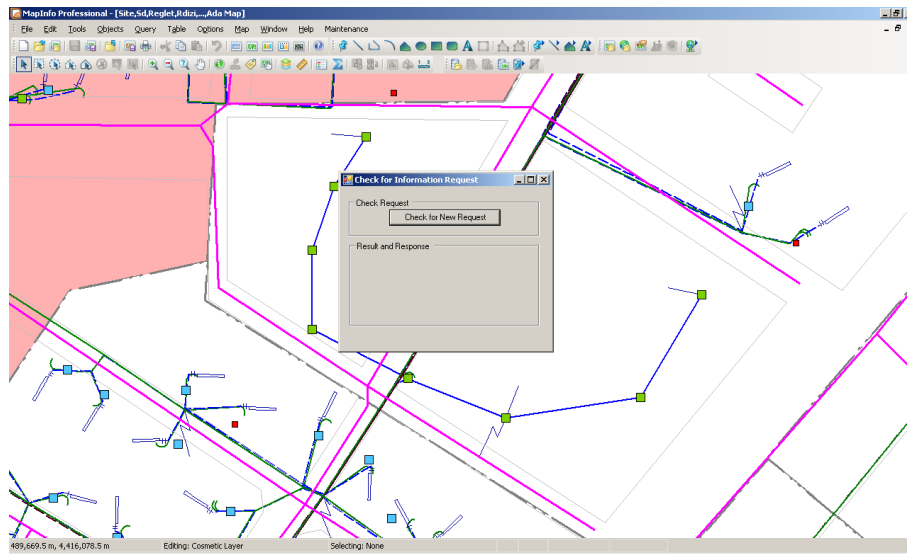 MapInfo Professional - [Site,Sd,Reglet,Rdizi,...,Ada Map]
File Edit Tools Objects Query Table Options Map Window Help Maintenance
Check for Information Request
Check Request
Check for New Request
Result and Response
489,669.5 m, 4,416,078.5 m Editing: Cosmetic Layer Selecting: None